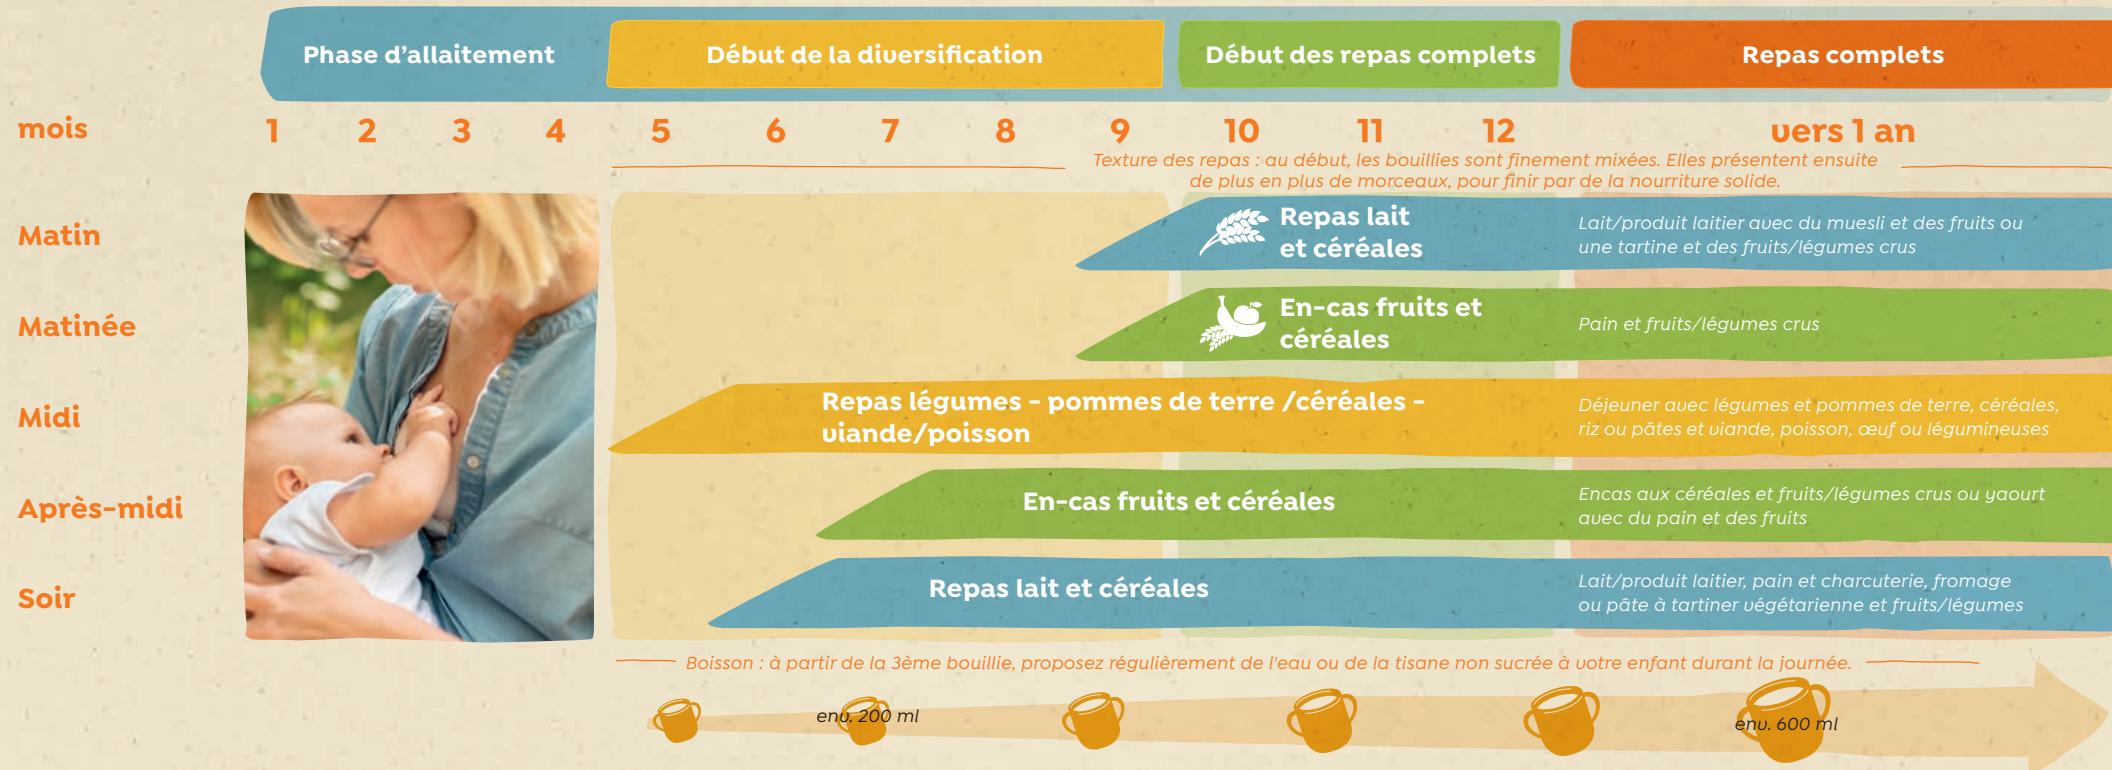 Phase d’allaitement
Début de la diversification
Début des repas complets
Repas complets
mois
1 2 3 4 5 6 7 8 9 10 11 12 vers 1 an
Texture des repas : au début, les bouillies sont finement mixées. Elles présentent ensuite
de plus en plus de morceaux, pour finir par de la nourriture solide.
Matin
Repas lait
et céréales
Lait/produit laitier avec du muesli et des fruits ou
une tartine et des fruits/légumes crus
Matinée
En-cas fruits et
céréales
Pain et fruits/légumes crus
Midi
Repas légumes - pommes de terre /céréales -
viande/poisson
Déjeuner avec légumes et pommes de terre, céréales,
riz ou pâtes et viande, poisson, œuf ou légumineuses
Après-midi
En-cas fruits et céréales
Encas aux céréales et fruits/légumes crus ou yaourt
avec du pain et des fruits
Soir
Repas lait et céréales
Lait/produit laitier, pain et charcuterie, fromage
ou pâte à tartiner végétarienne et fruits/légumes
Boisson : à partir de la 3ème bouillie, proposez régulièrement de l'eau ou de la tisane non sucrée à votre enfant durant la journée.
env. 200 ml
env. 600 ml